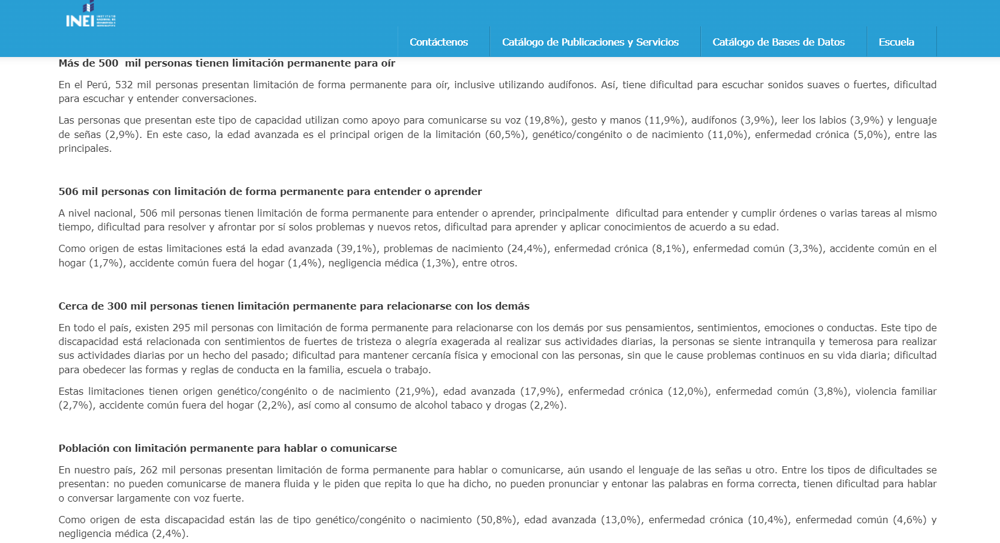 INEI
Contáctenos
Catálogo de Publicaciones y Servicios
Catálogo de Bases de Datos
Escuela
Más de 500  mil personas tienen limitación permanente para oír
En el Perú, 532 mil personas presentan limitación de forma permanente para oír, inclusive utilizando audífonos. Así, tiene dificultad para escuchar sonidos suaves o fuertes, dificultad
para escuchar y entender conversaciones.
Las personas que presentan este tipo de capacidad utilizan como apoyo para comunicarse su voz (19,8%), gesto y manos (11,9%), audífonos (3,9%), leer los labios (3,9%) y lenguaje
de señas (2,9%). En este caso, la edad avanzada es el principal origen de la limitación (60,5%), genético/congénito o de nacimiento (11,0%), enfermedad crónica (5,0%), entre las
principales.
506 mil personas con limitación de forma permanente para entender o aprender
A nivel nacional, 506 mil personas tienen limitación de forma permanente para entender o aprender, principalmente  dificultad para entender y cumplir órdenes o varias tareas al mismo
tiempo, dificultad para resolver y afrontar por sí solos problemas y nuevos retos, dificultad para aprender y aplicar conocimientos de acuerdo a su edad.
Como origen de estas limitaciones está la edad avanzada (39,1%), problemas de nacimiento (24,4%), enfermedad crónica (8,1%), enfermedad común (3,3%), accidente común en el
hogar (1,7%), accidente común fuera del hogar (1,4%), negligencia médica (1,3%), entre otros.
Cerca de 300 mil personas tienen limitación permanente para relacionarse con los demás
En todo el país, existen 295 mil personas con limitación de forma permanente para relacionarse con los demás por sus pensamientos, sentimientos, emociones o conductas. Este tipo de
discapacidad está relacionada con sentimientos de fuertes de tristeza o alegría exagerada al realizar sus actividades diarias, la personas se siente intranquila y temerosa para realizar
sus actividades diarias por un hecho del pasado; dificultad para mantener cercanía física y emocional con las personas, sin que le cause problemas continuos en su vida diaria; dificultad
para obedecer las formas y reglas de conducta en la familia, escuela o trabajo.
Estas limitaciones tienen origen genético/congénito o de nacimiento (21,9%), edad avanzada (17,9%), enfermedad crónica (12,0%), enfermedad común (3,8%), violencia familiar
(2,7%), accidente común fuera del hogar (2,2%), así como al consumo de alcohol tabaco y drogas (2,2%).
Población con limitación permanente para hablar o comunicarse
En nuestro país, 262 mil personas presentan limitación de forma permanente para hablar o comunicarse, aún usando el lenguaje de las señas u otro. Entre los tipos de dificultades se
presentan: no pueden comunicarse de manera fluida y le piden que repita lo que ha dicho, no pueden pronunciar y entonar las palabras en forma correcta, tienen dificultad para hablar
o conversar largamente con voz fuerte.
Como origen de esta discapacidad están las de tipo genético/congénito o nacimiento (50,8%), edad avanzada (13,0%), enfermedad crónica (10,4%), enfermedad común (4,6%) y
negligencia médica (2,4%).